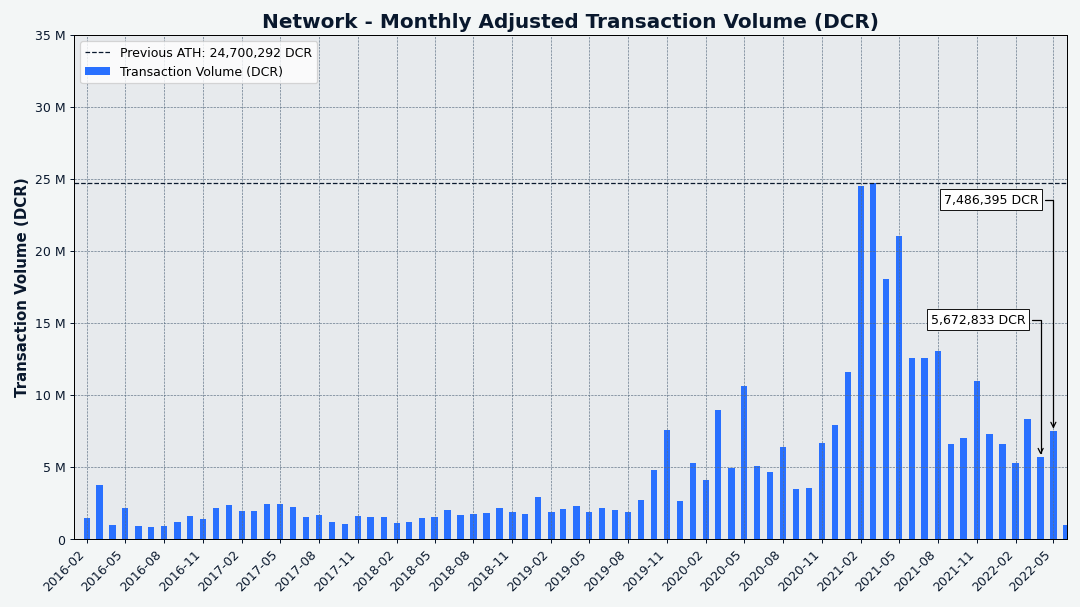 Network - Monthly Adjusted Transaction Volume (DCR)
Previous ATH: 24,700,292 DCR
Transaction Volume (DCR)
Transaction Volume (DCR)
35 M
30 M
25 M
20 M
15 M
10 M
5 M
0
7,486,395 DCR
5,672,833 DCR
2016-02
2016-05
2016-08
2016-11
2017-02
2017-05
2017-08
2017-11
2018-02
2018-05
2018-08
2018-11
2019-02
2019-05
2019-08
2019-11
2020-02
2020-05
2020-08
2020-11
2021-02
2021-05
2021-08
2021-11
2022-02
2022-05